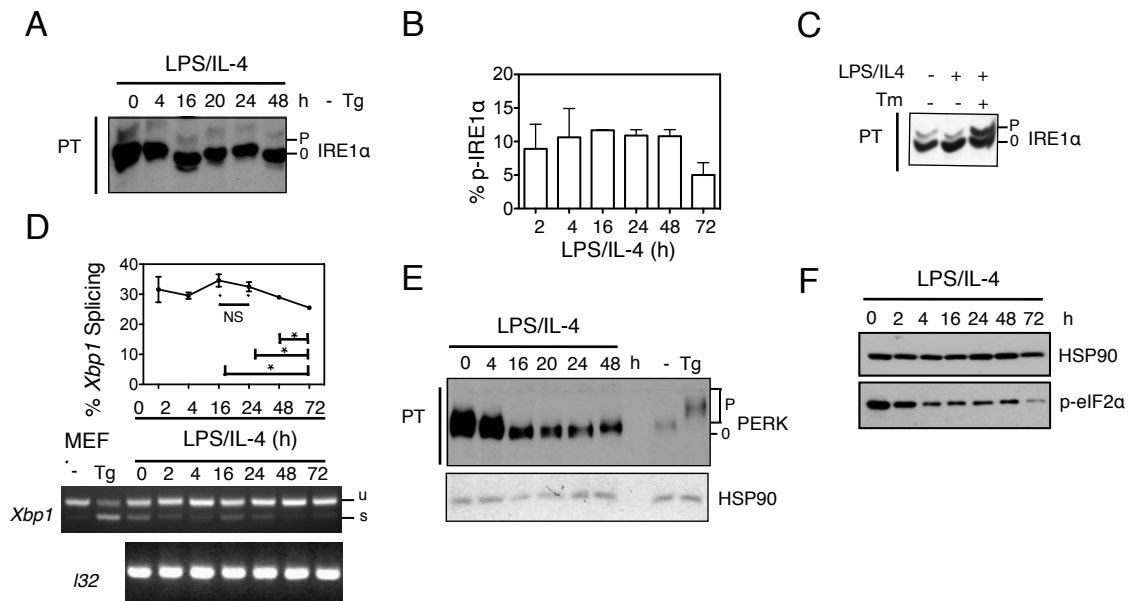 A
LPS/IL-4
0 4 16 20 24 48 h - Tg
PT
P
0
IRE1α
B
% p-IRE1α
20
15
10
5
0
2 4 16 24 48 72
LPS/IL-4 (h)
C
LPS/IL4 - + +
Tm - - +
PT
P
0
IRE1α
D
% Xbp1 Splicing
40
30
20
10
0
NS
*
*
*
0 2 4 16 24 48 72
LPS/IL-4 (h)
MEF
- Tg 0 2 4 16 24 48 72
Xbp1
u
s
l32
E
LPS/IL-4
0 4 16 20 24 48 h - Tg
PT
P
0
PERK
HSP90
F
LPS/IL-4
0 2 4 16 24 48 72 h
HSP90
p-eIF2α